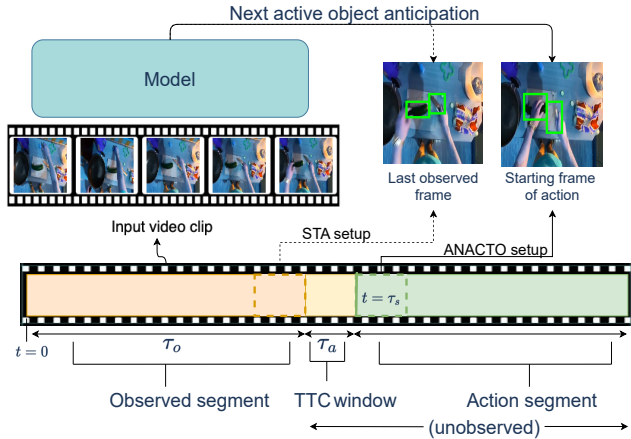 Next active object anticipation
Model
Last observed
frame
Starting frame
of action
Input video clip
STA setup
ANACTO setup
t = τₛ
t = 0
τₒ
τₐ
Observed segment
TTC window
Action segment
(unobserved)